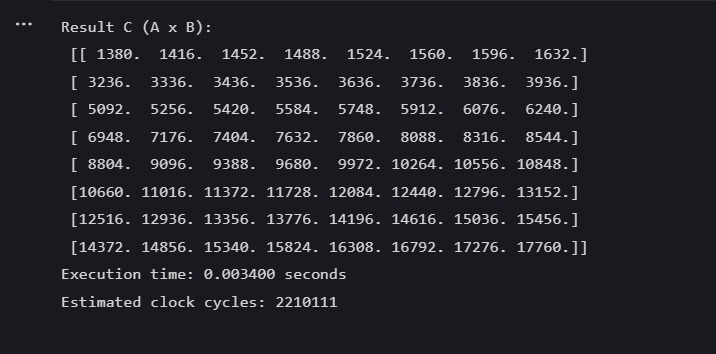 ...
Result C (A x B):
[[ 1380.  1416.  1452.  1488.  1524.  1560.  1596.  1632.]
[ 3236.  3336.  3436.  3536.  3636.  3736.  3836.  3936.]
[ 5092.  5256.  5420.  5584.  5748.  5912.  6076.  6240.]
[ 6948.  7176.  7404.  7632.  7860.  8088.  8316.  8544.]
[ 8804.  9096.  9388.  9680.  9972. 10264. 10556. 10848.]
[10660. 11016. 11372. 11728. 12084. 12440. 12796. 13152.]
[12516. 12936. 13356. 13776. 14196. 14616. 15036. 15456.]
[14372. 14856. 15340. 15824. 16308. 16792. 17276. 17760.]]
Execution time: 0.003400 seconds
Estimated clock cycles: 2210111